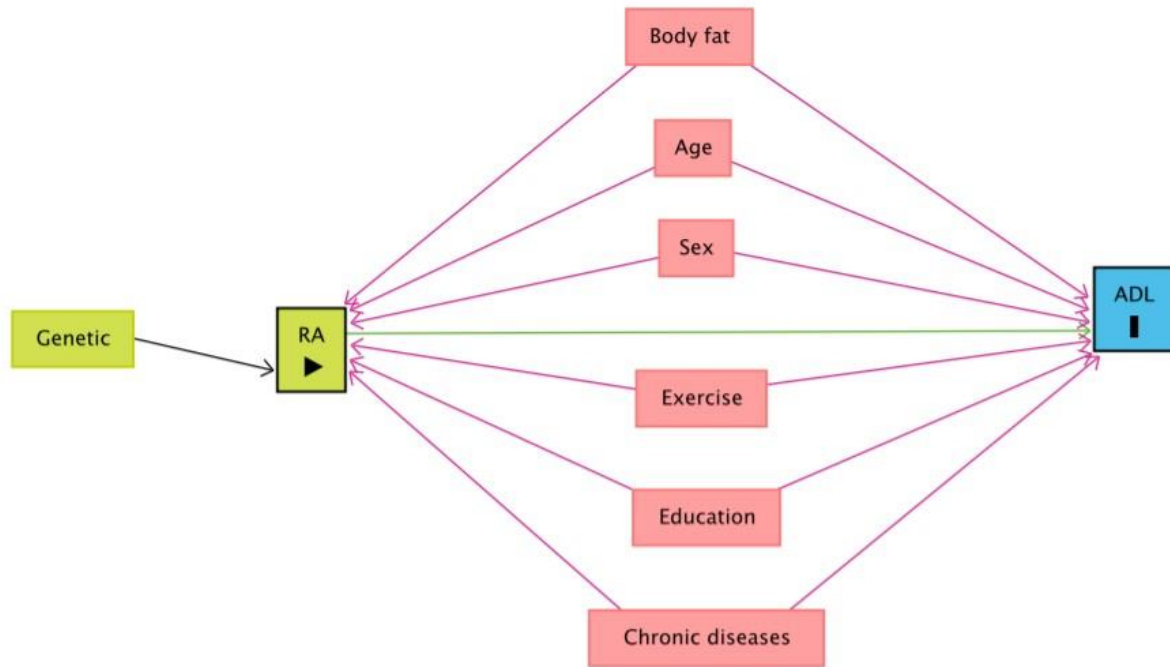 Body fat
Age
Sex
ADL
Genetic
RA
Exercise
Education
Chronic diseases